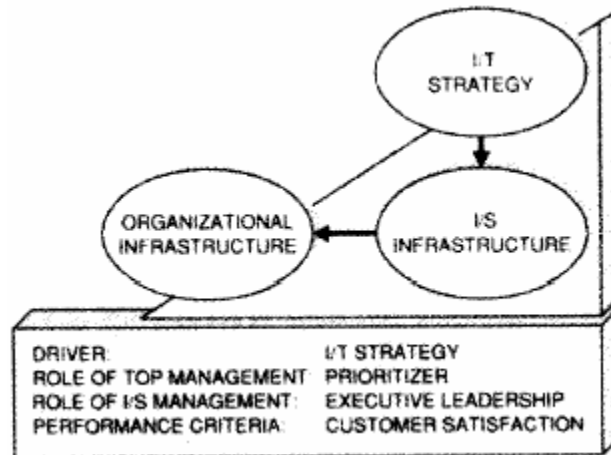 I/T
STRATEGY
ORGANIZATIONAL
INFRASTRUCTURE
I/S
INFRASTRUCTURE
DRIVER: I/T STRATEGY
ROLE OF TOP MANAGEMENT: PRIORITIZER
ROLE OF I/S MANAGEMENT: EXECUTIVE LEADERSHIP
PERFORMANCE CRITERIA: CUSTOMER SATISFACTION